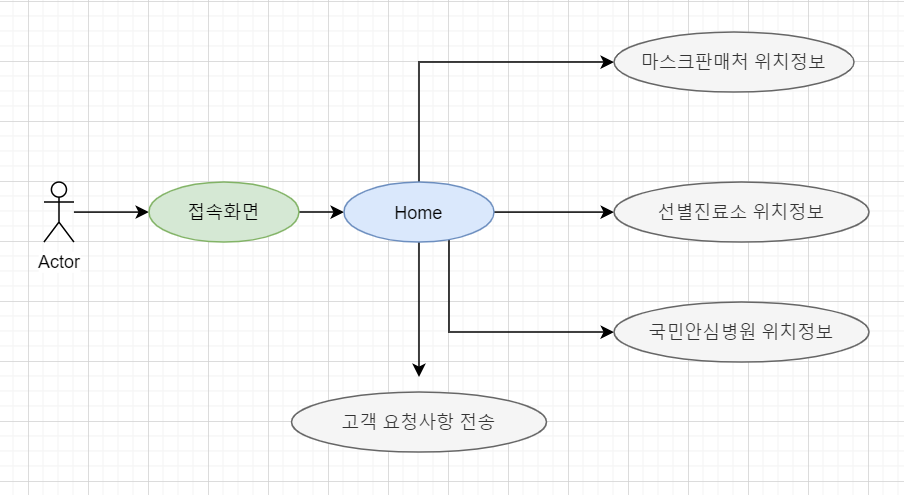 마스크판매처 위치정보
접속화면
Home
선별진료소 위치정보
Actor
국민안심병원 위치정보
고객 요청사항 전송